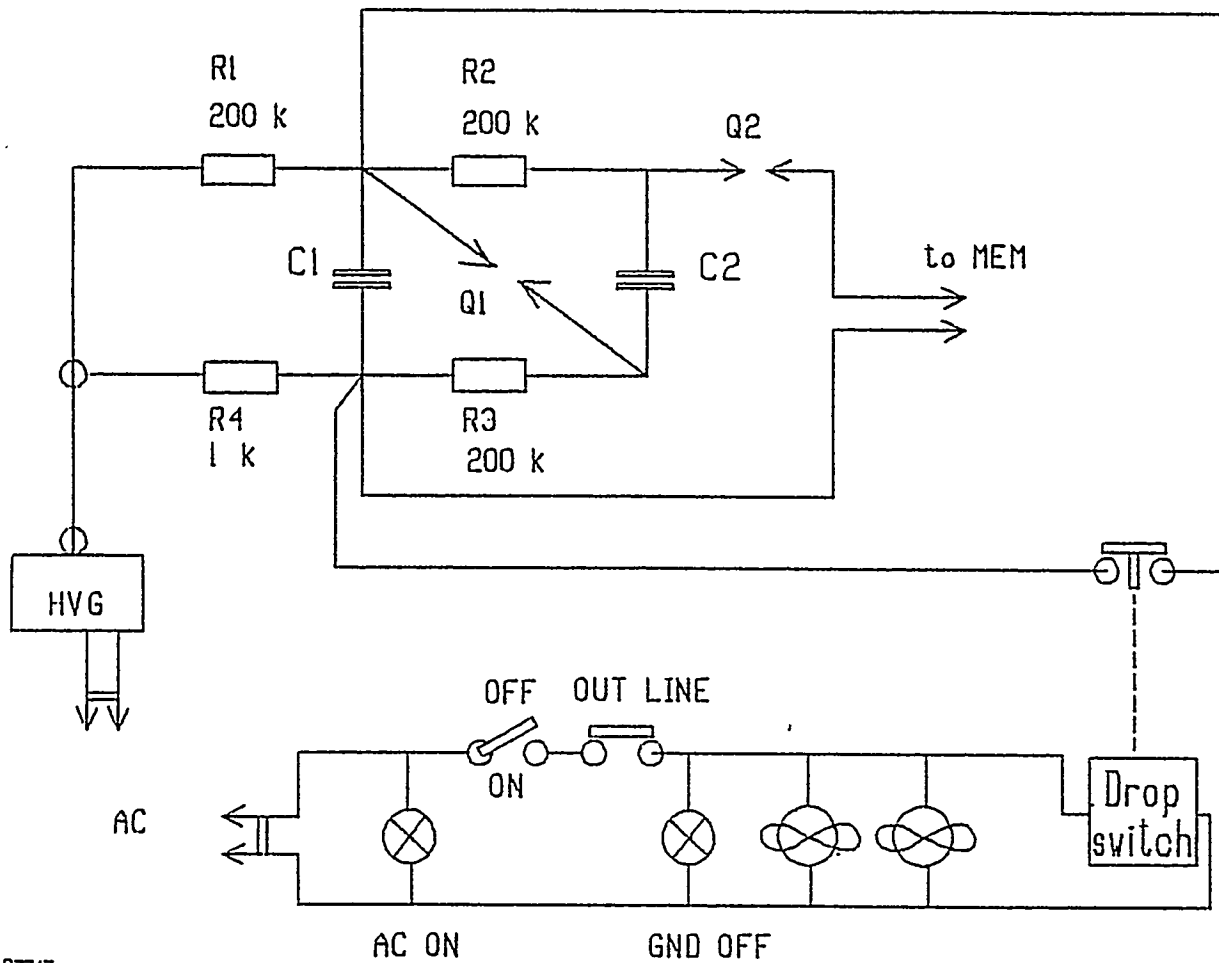 R1
200 k
R2
200 k
Q2
C1
Q1
C2
to MEM
R4
1 k
R3
200 k
HVG
OFF OUT LINE
ON
AC
Drop
switch
AC ON
GND OFF